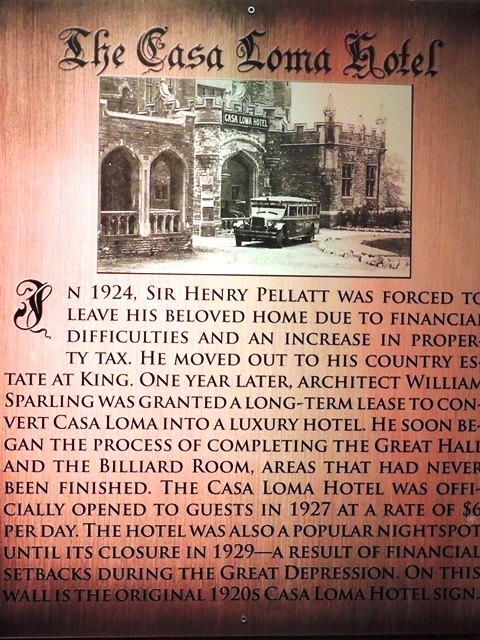 The Casa Loma Hotel
CASA LOMA HOTEL
IN 1924, SIR HENRY PELLATT WAS FORCED TO
LEAVE HIS BELOVED HOME DUE TO FINANCIAL
DIFFICULTIES AND AN INCREASE IN PROPER-
TY TAX. HE MOVED OUT TO HIS COUNTRY ES-
TATE AT KING. ONE YEAR LATER, ARCHITECT WILLIAM
SPARLING WAS GRANTED A LONG-TERM LEASE TO CON-
VERT CASA LOMA INTO A LUXURY HOTEL. HE SOON BE-
GAN THE PROCESS OF COMPLETING THE GREAT HALL
AND THE BILLIARD ROOM, AREAS THAT HAD NEVER
BEEN FINISHED. THE CASA LOMA HOTEL WAS OFFI-
CIALLY OPENED TO GUESTS IN 1927 AT A RATE OF $6
PER DAY. THE HOTEL WAS ALSO A POPULAR NIGHTSPOT
UNTIL ITS CLOSURE IN 1929—A RESULT OF FINANCIAL
SETBACKS DURING THE GREAT DEPRESSION. ON THIS
WALL IS THE ORIGINAL 1920S CASA LOMA HOTEL SIGN.